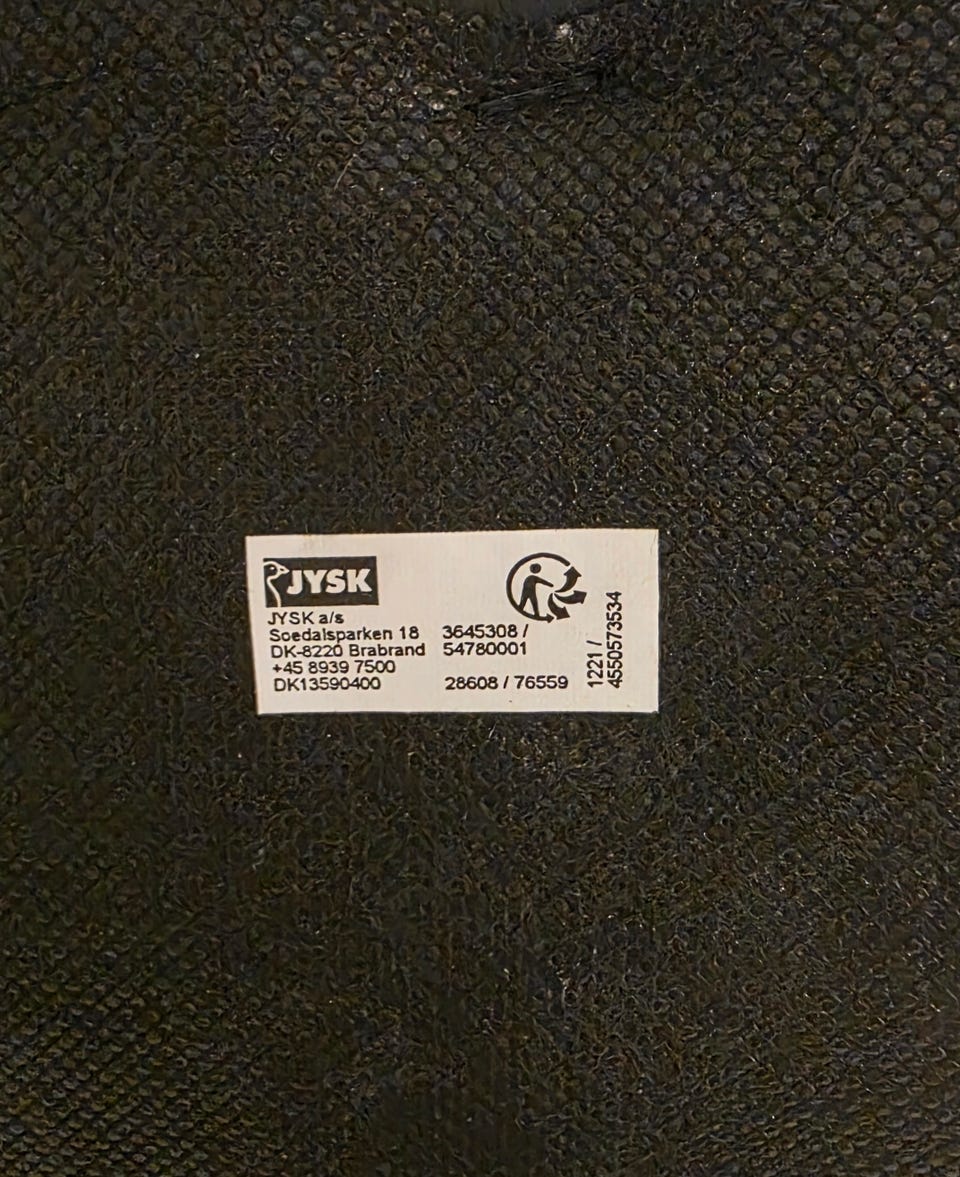 JYSK
JYSK a/s
Soedalsparken 18
DK-8220 Brabrand
+45 8939 7500
DK13590400
3645308 /
54780001
28608 / 76559
1221 /
4550573534